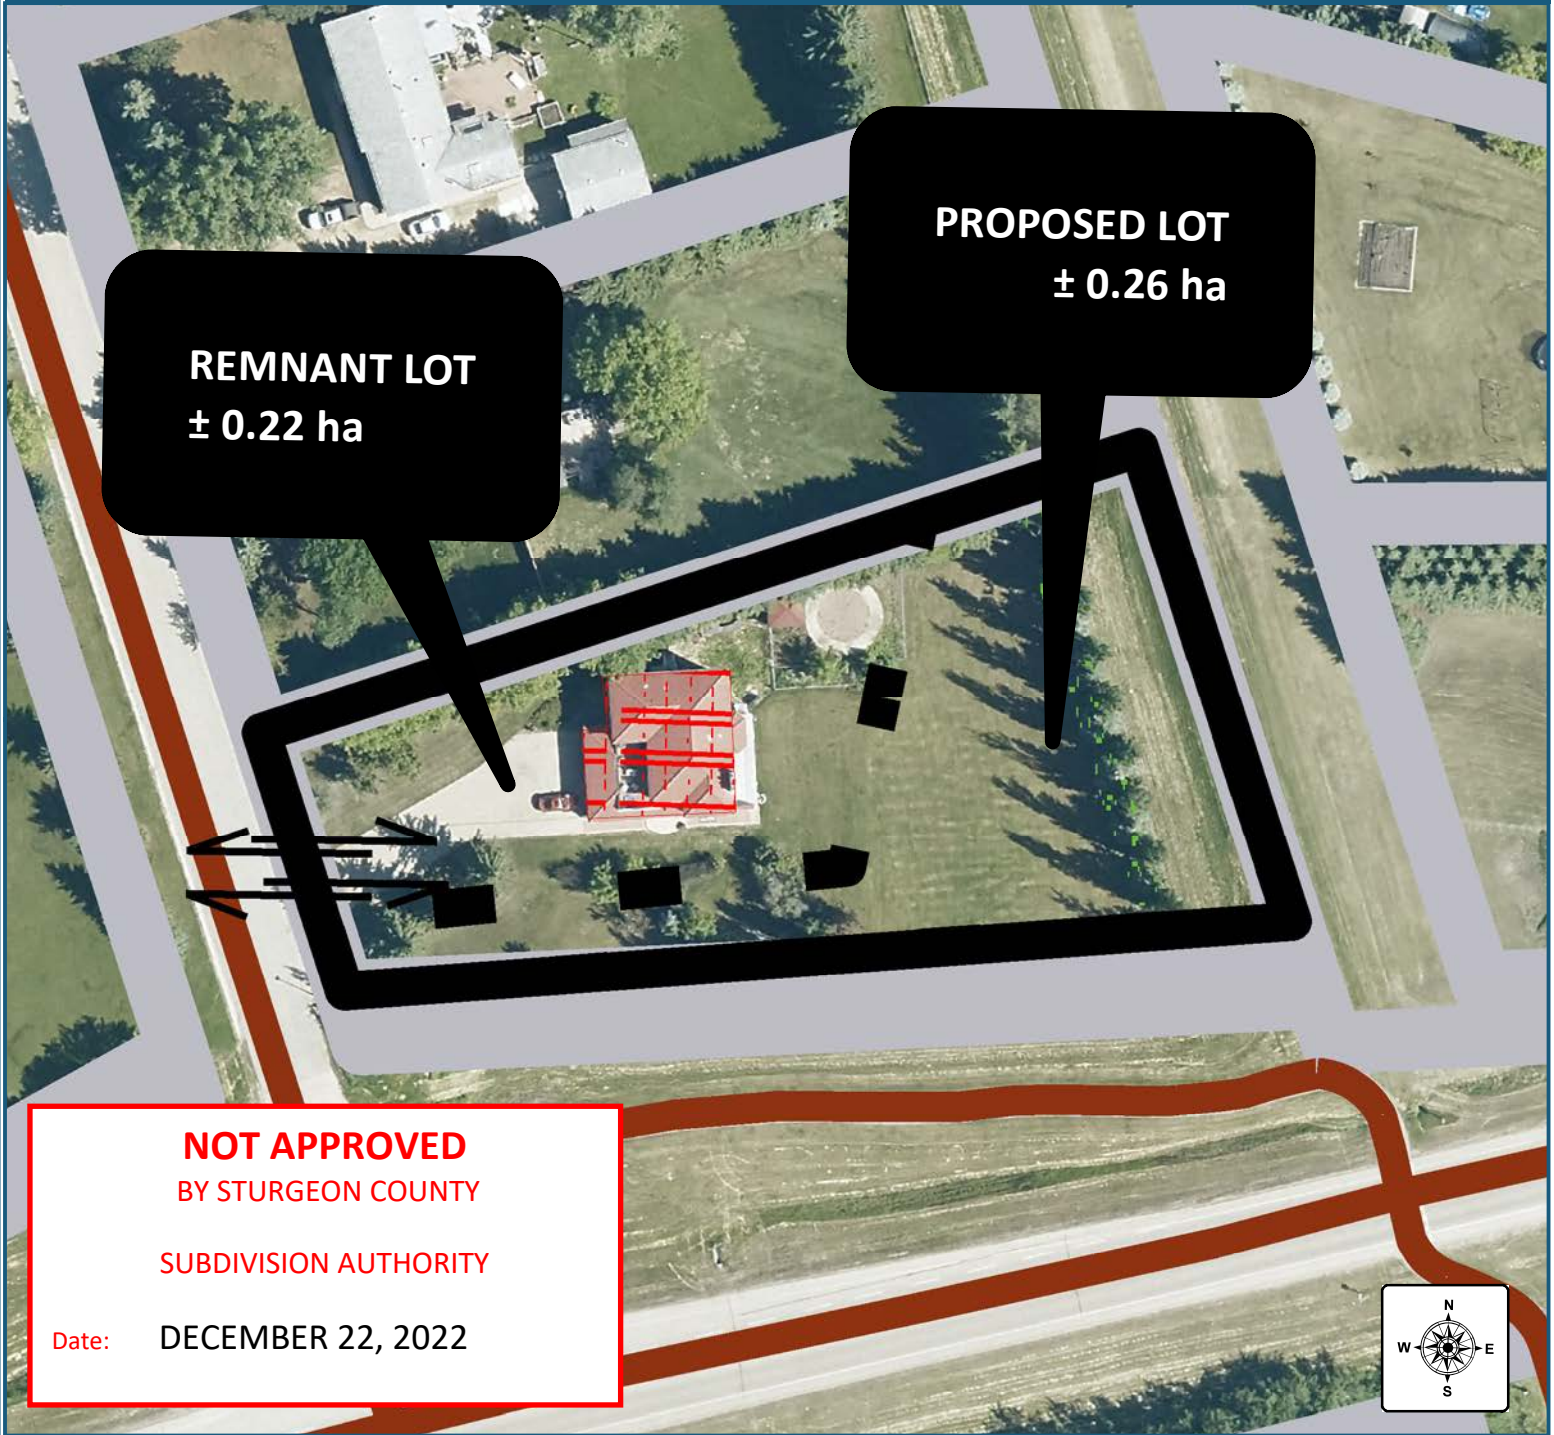 PROPOSED LOT
± 0.26 ha
REMNANT LOT
± 0.22 ha
NOT APPROVED
BY STURGEON COUNTY
SUBDIVISION AUTHORITY
Date: DECEMBER 22, 2022
N
W E
S